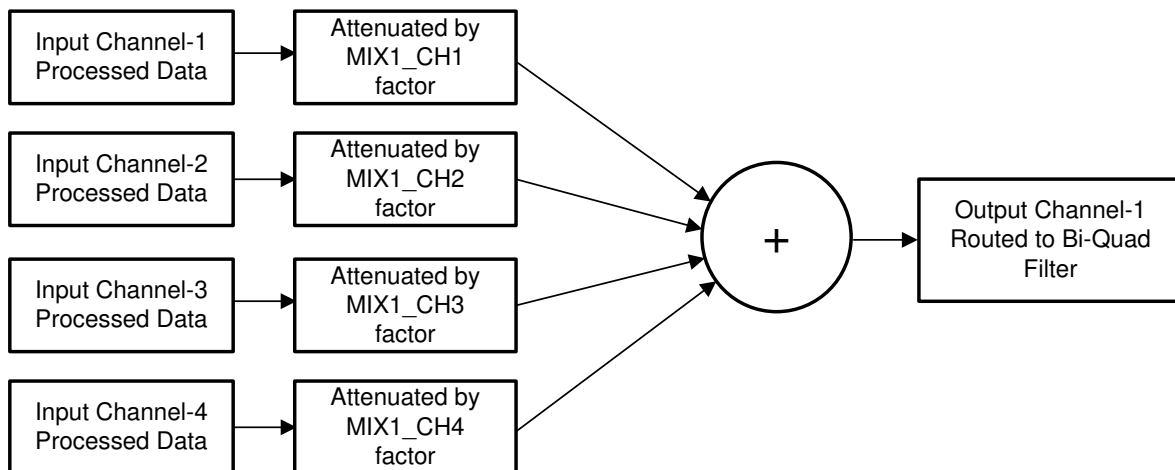 Input Channel-1
Processed Data
Attenuated by
MIX1_CH1
factor
Input Channel-2
Processed Data
Attenuated by
MIX1_CH2
factor
Input Channel-3
Processed Data
Attenuated by
MIX1_CH3
factor
Input Channel-4
Processed Data
Attenuated by
MIX1_CH4
factor
+
Output Channel-1
Routed to Bi-Quad
Filter